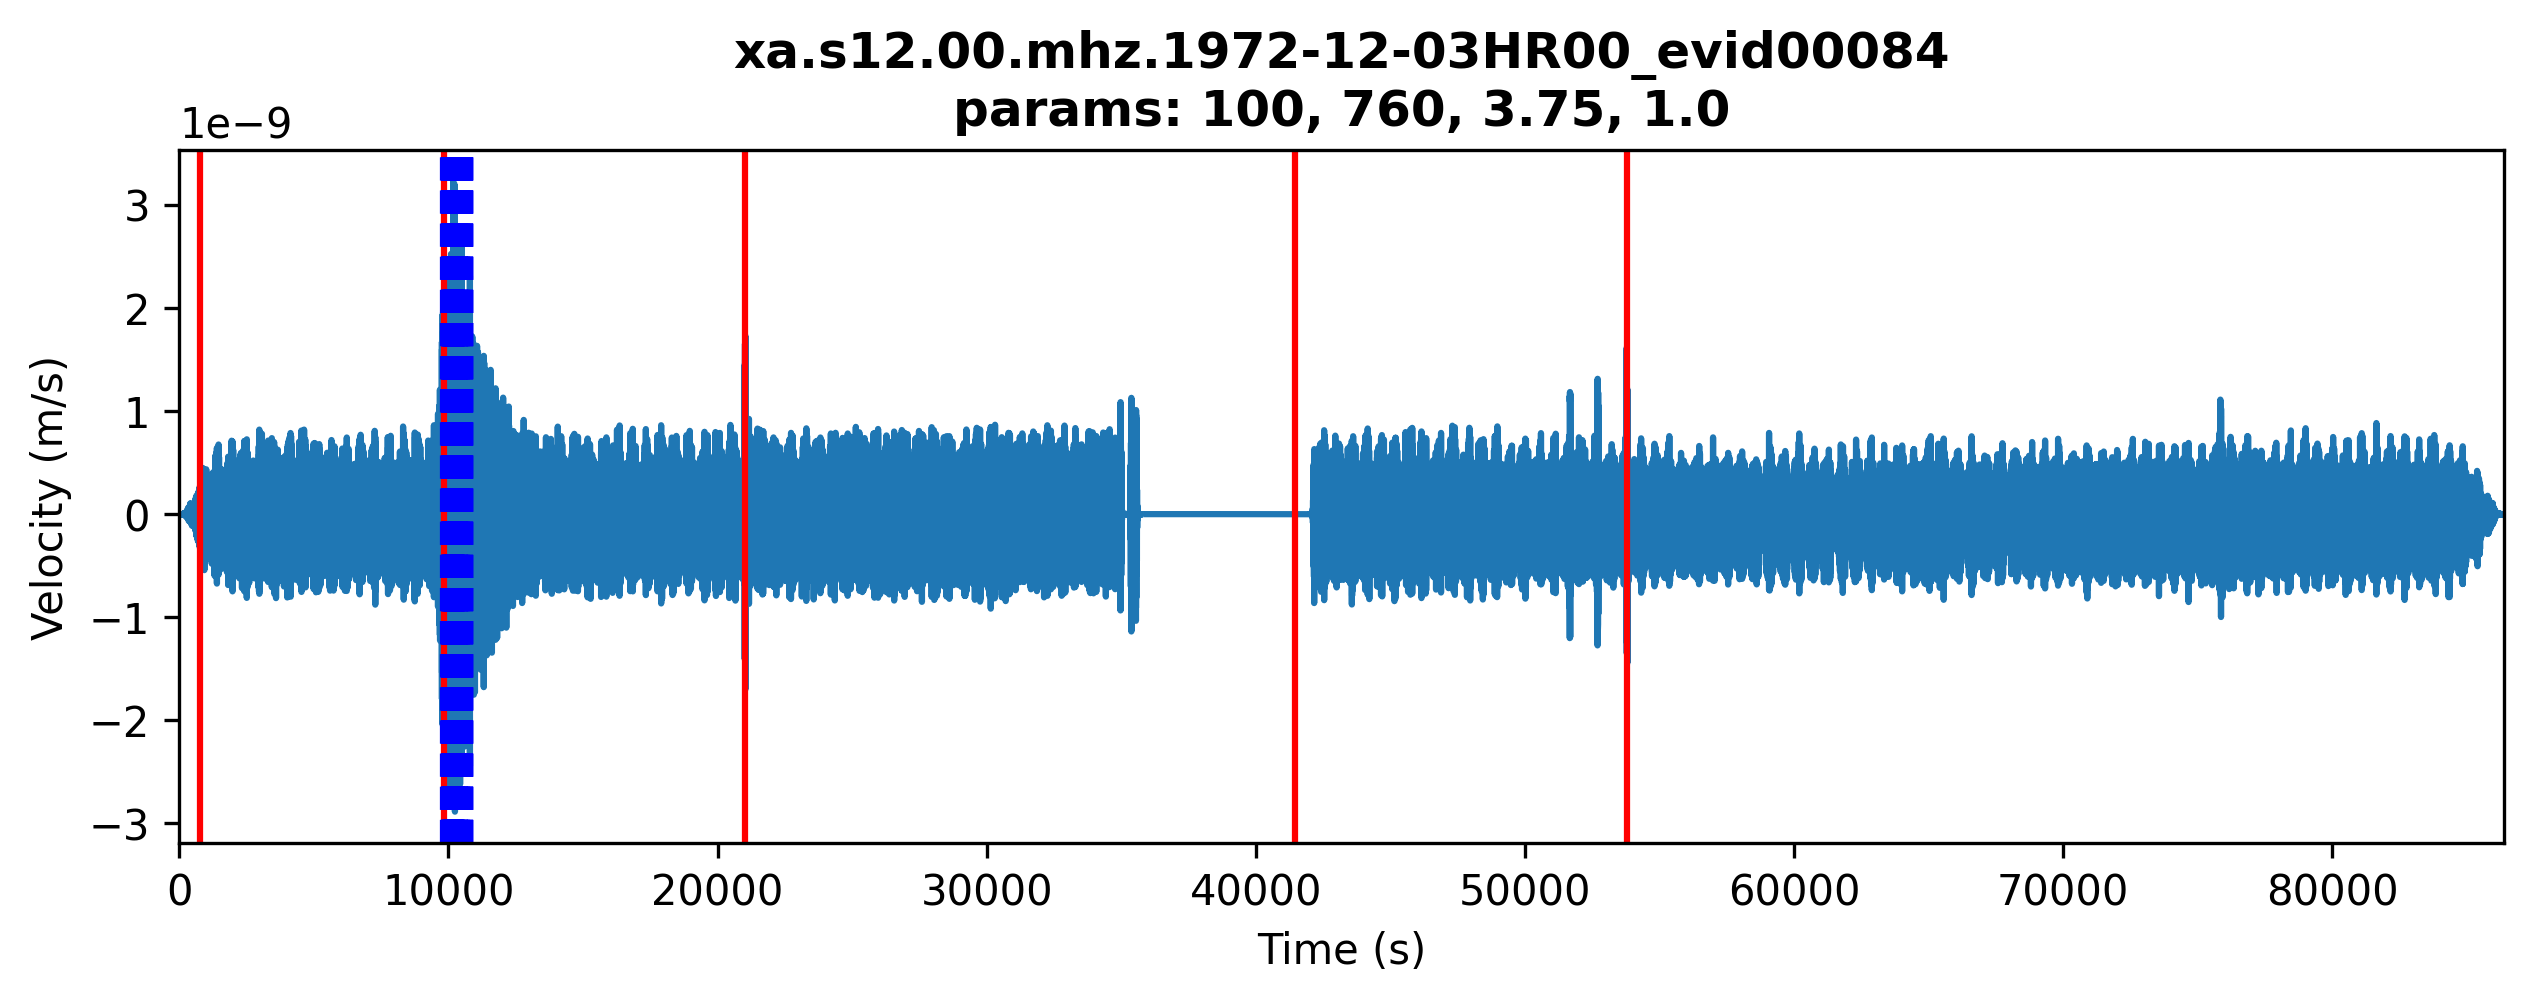 xa.s12.00.mhz.1972-12-03HR00_evid00084
params: 100, 760, 3.75, 1.0
1e−9
3
2
1
0
−1
−2
−3
Velocity (m/s)
0 10000 20000 30000 40000 50000 60000 70000 80000
Time (s)